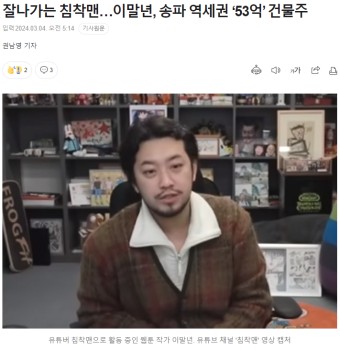 잘나가는 침착맨…이말년, 송파 역세권 ‘53억’ 건물주
입력 2024.03.04. 오전 5:14 기사원문
권남영 기자
2 3
가가
FROGFT
유튜버 침착맨으로 활동 중인 웹툰 작가 이말년. 유튜브 채널 ‘침착맨’ 영상 캡처